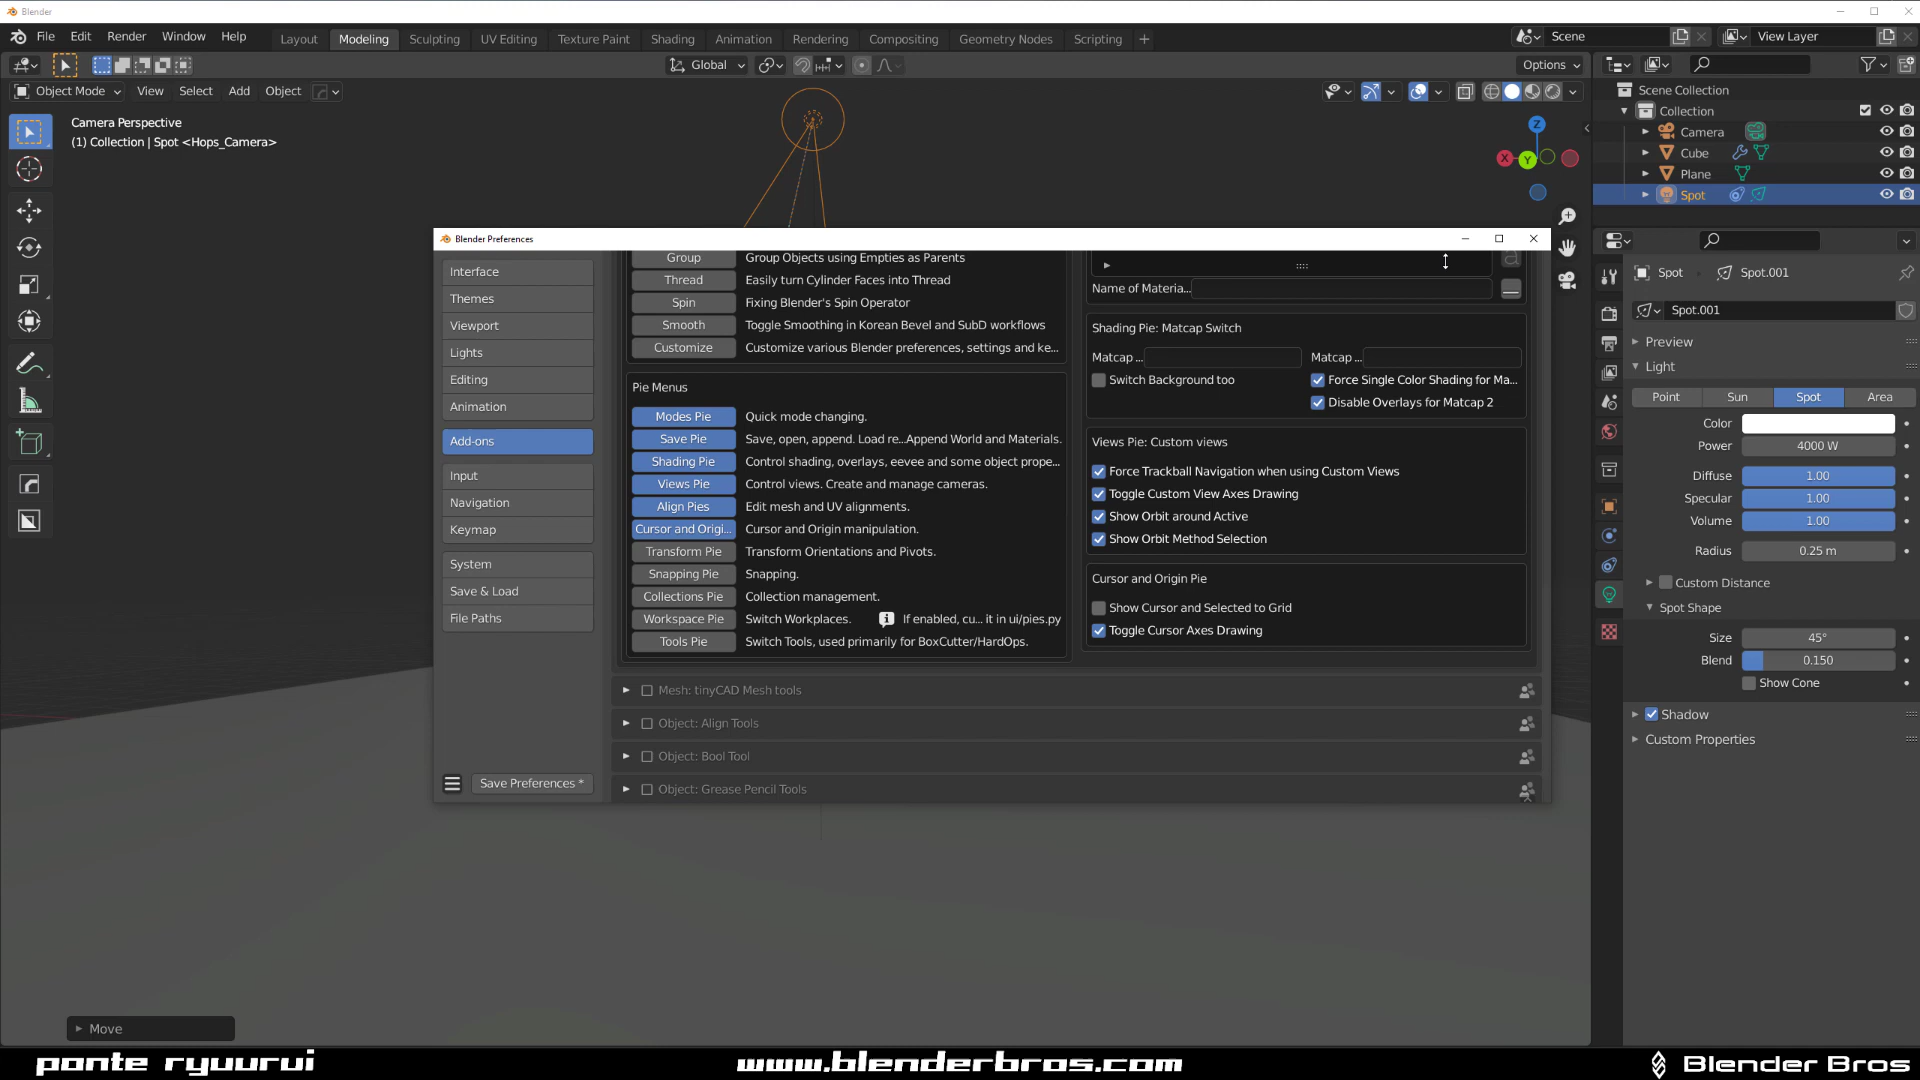 Blender
File Edit Render Window Help Layout Modeling Sculpting UV Editing Texture Paint Shading Animation Rendering Compositing Geometry Nodes Scripting + Scene View Layer
Global Options
Object Mode View Select Add Object
Camera Perspective
(1) Collection | Spot <Hops_Camera>
Z
X
Y
Scene Collection
Collection
Camera
Cube
Plane
Spot
Blender Preferences
Interface
Themes
Viewport
Lights
Editing
Animation
Add-ons
Input
Navigation
Keymap
System
Save & Load
File Paths
Save Preferences *
Group Group Objects using Empties as Parents
Thread Easily turn Cylinder Faces into Thread
Spin Fixing Blender's Spin Operator
Smooth Toggle Smoothing in Korean Bevel and SubD workflows
Customize Customize various Blender preferences, settings and ke...
Pie Menus
Modes Pie Quick mode changing.
Save Pie Save, open, append. Load re...Append World and Materials.
Shading Pie Control shading, overlays, eevee and some object prope...
Views Pie Control views. Create and manage cameras.
Align Pies Edit mesh and UV alignments.
Cursor and Origi... Cursor and Origin manipulation.
Transform Pie Transform Orientations and Pivots.
Snapping Pie Snapping.
Collections Pie Collection management.
Workspace Pie Switch Workplaces. If enabled, cu... it in ui/pies.py
Tools Pie Switch Tools, used primarily for BoxCutter/HardOps.
Name of Materia...
Shading Pie: Matcap Switch
Matcap ... Matcap ...
Switch Background too Force Single Color Shading for Ma...
Disable Overlays for Matcap 2
Views Pie: Custom views
Force Trackball Navigation when using Custom Views
Toggle Custom View Axes Drawing
Show Orbit around Active
Show Orbit Method Selection
Cursor and Origin Pie
Show Cursor and Selected to Grid
Toggle Cursor Axes Drawing
Mesh: tinyCAD Mesh tools
Object: Align Tools
Object: Bool Tool
Object: Grease Pencil Tools
Spot Spot.001
Spot.001
Preview
Light
Point Sun Spot Area
Color
Power 4000 W
Diffuse 1.00
Specular 1.00
Volume 1.00
Radius 0.25 m
Custom Distance
Spot Shape
Size 45°
Blend 0.150
Show Cone
Shadow
Custom Properties
Move
ponte ryuurui www.blenderbros.com Blender Bros